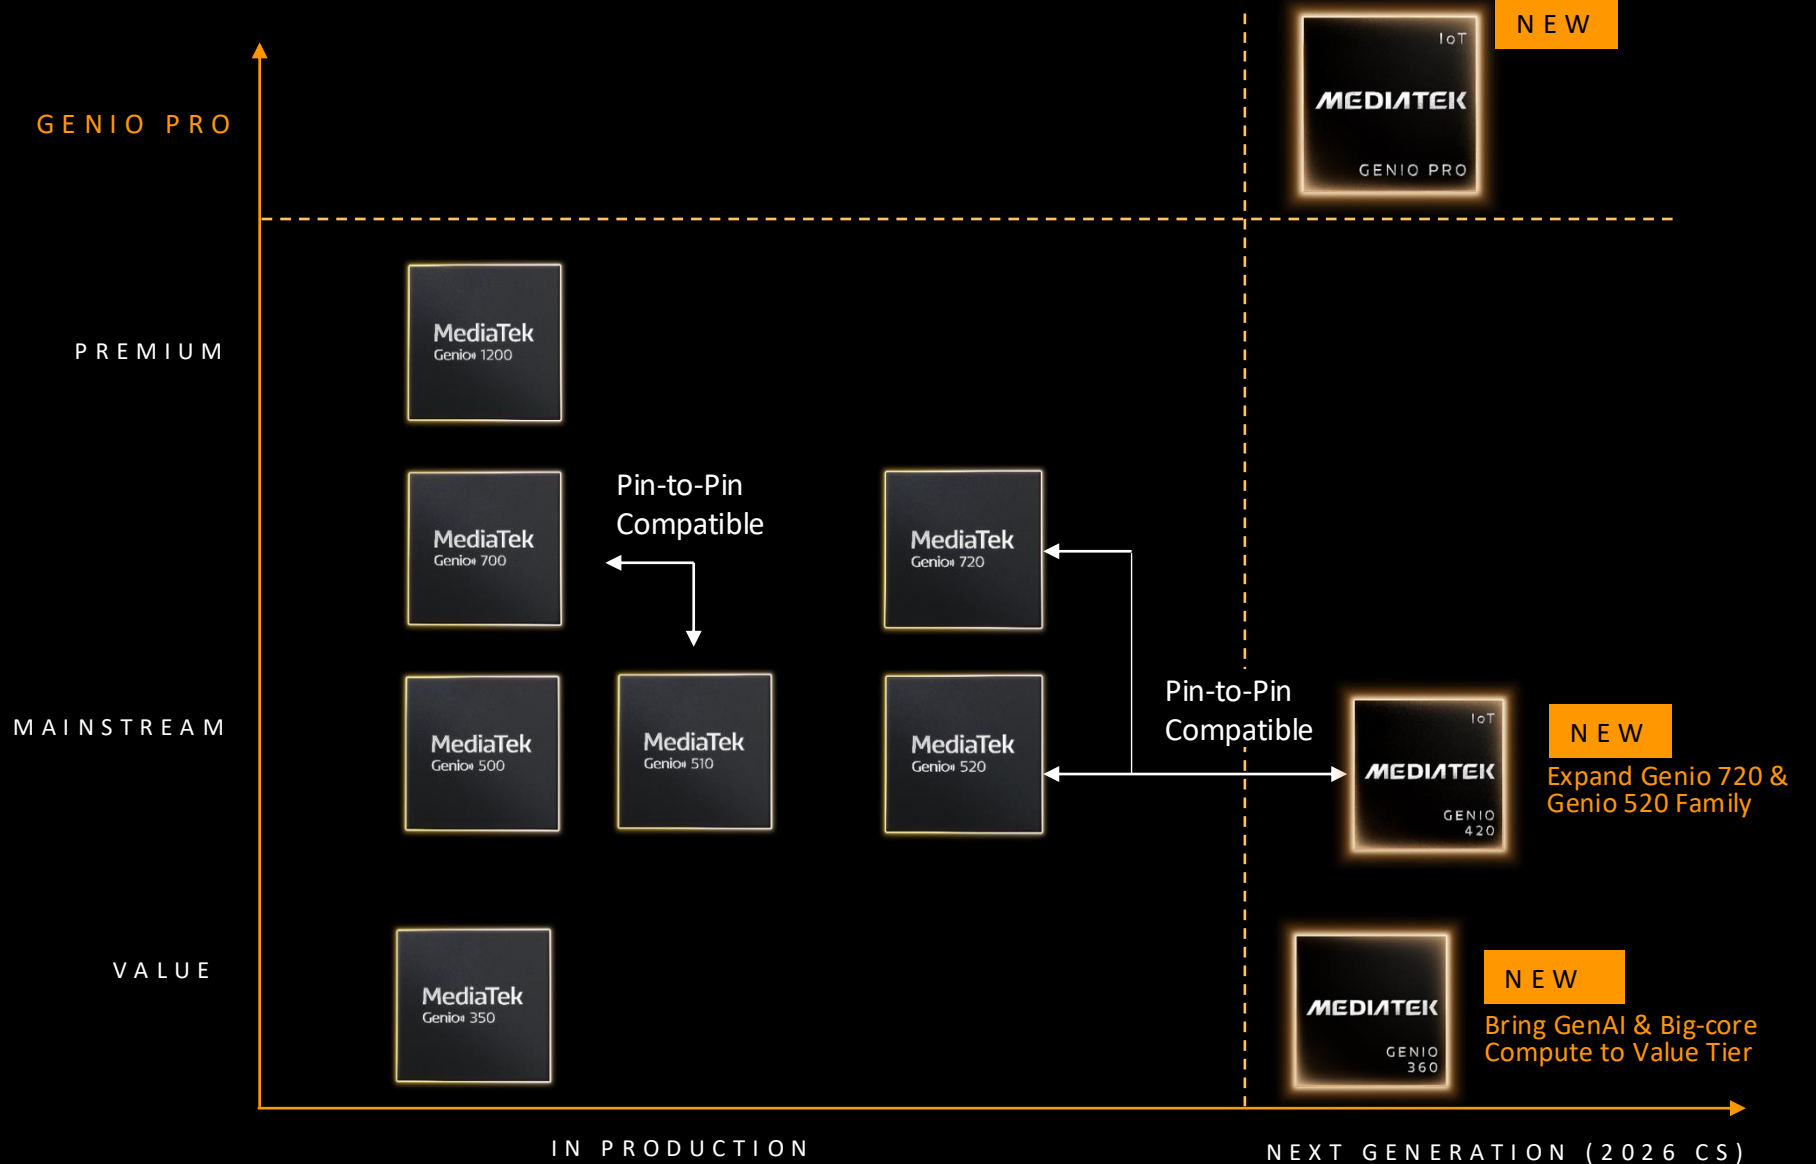 NEW
IoT
MEDIATEK
GENIO PRO
GENIO PRO
PREMIUM
MediaTek
Genio 1200
Pin-to-Pin
Compatible
MediaTek
Genio 700
MediaTek
Genio 720
MAINSTREAM
MediaTek
Genio 500
MediaTek
Genio 510
MediaTek
Genio 520
Pin-to-Pin
Compatible
IoT
MEDIATEK
GENIO
420
NEW
Expand Genio 720 &
Genio 520 Family
VALUE
MediaTek
Genio 350
MEDIATEK
GENIO
360
NEW
Bring GenAI & Big-core
Compute to Value Tier
IN PRODUCTION
NEXT GENERATION (2026 CS)